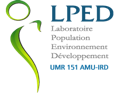 LPED
Laboratoire
Population
Environnement
Développement
UMR 151 AMU-IRD